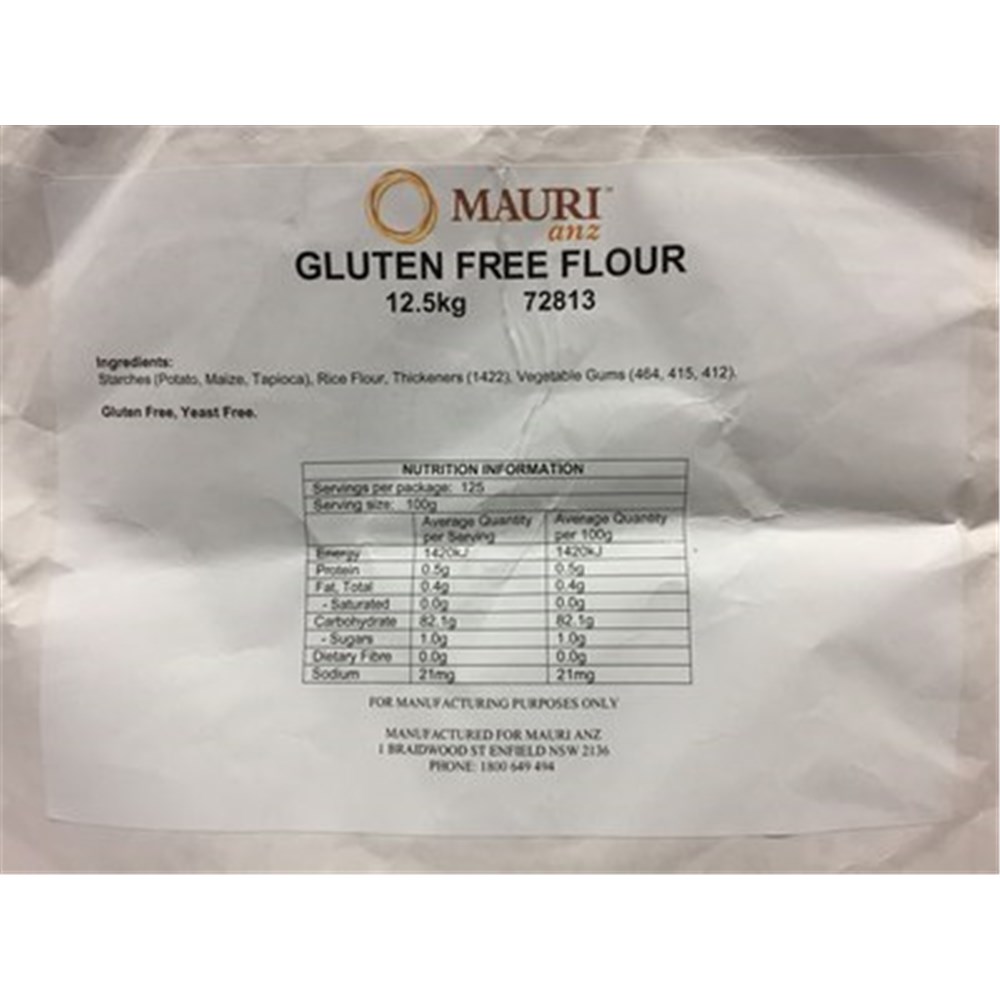 MAURI™
anz
GLUTEN FREE FLOUR
12.5kg 72813
Ingredients:
Starches (Potato, Maize, Tapioca), Rice Flour, Thickeners (1422), Vegetable Gums (464, 415, 412).
Gluten Free, Yeast Free.
NUTRITION INFORMATION
Servings per package: 125
Serving size: 100g
Average Quantity per Serving Average Quantity per 100g
Energy 1420kJ 1420kJ
Protein 0.5g 0.5g
Fat, Total 0.4g 0.4g
- Saturated 0.0g 0.0g
Carbohydrate 82.1g 82.1g
- Sugars 1.0g 1.0g
Dietary Fibre 0.0g 0.0g
Sodium 21mg 21mg
FOR MANUFACTURING PURPOSES ONLY
MANUFACTURED FOR MAURI ANZ
1 BRAIDWOOD ST ENFIELD NSW 2136
PHONE: 1800 649 494